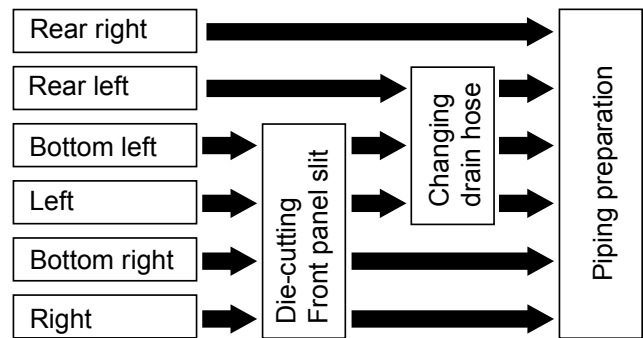 Rear right
Rear left
Bottom left
Left
Bottom right
Right
Die-cutting
Front panel slit
Changing
drain hose
Piping preparation